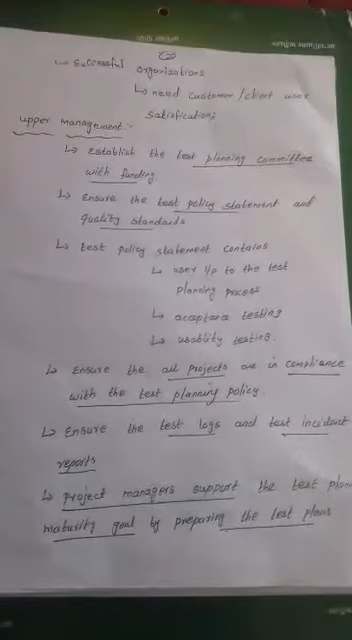 ↳ Successful
organizations
↳ need customer / client user
satisfactions
upper management :-
↳ Establish the test planning committee
with funding.
↳ Ensure the test policy statement and
quality standards
↳ test policy statement contains
↳ user i/p to the test
planning process
↳ acceptance testing
↳ usability testing.
↳ Ensure the all projects are in compliance
with the test planning policy.
↳ Ensure the test logs and test incident
reports
↳ project managers support the test plan
maturity goal by preparing the test plans